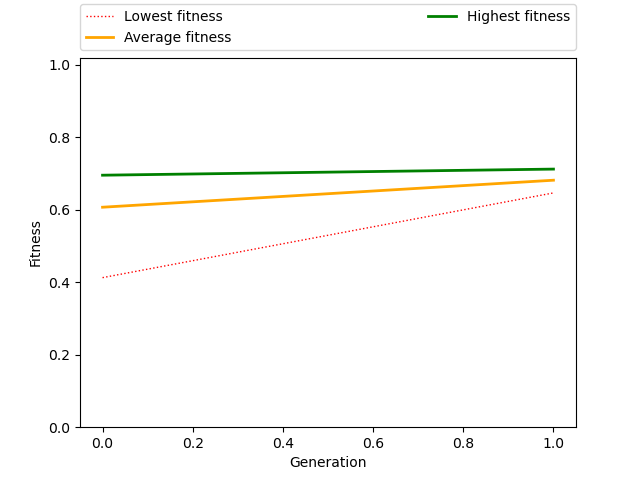 Lowest fitness
Average fitness
Highest fitness
1.0
0.8
0.6
0.4
0.2
0.0
Fitness
0.0 0.2 0.4 0.6 0.8 1.0
Generation